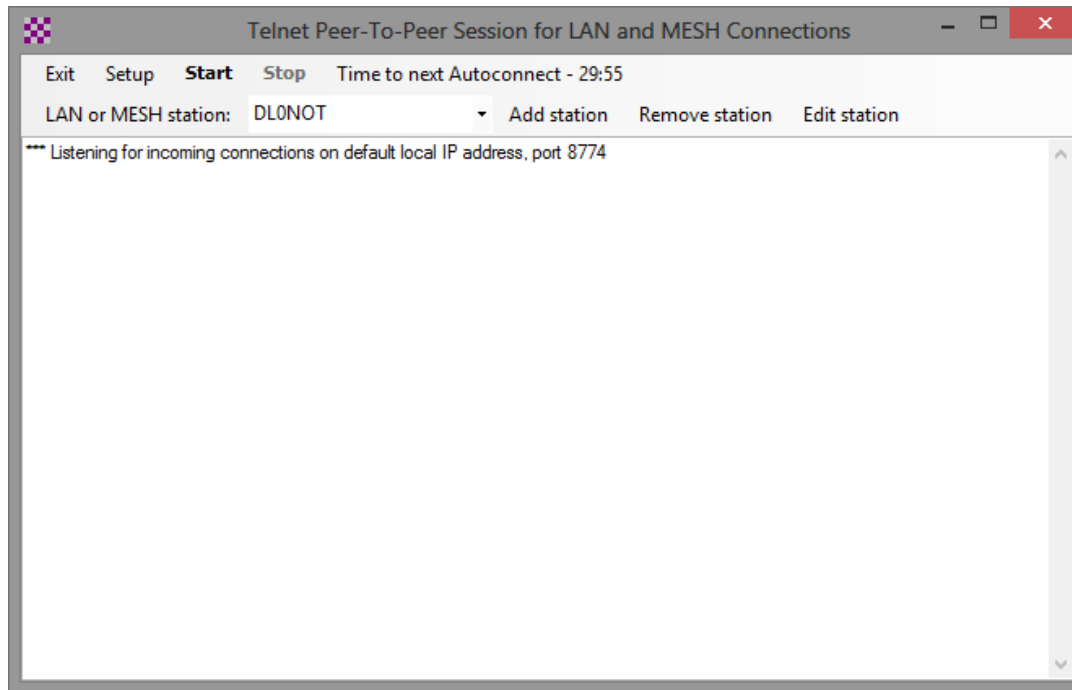 Telnet Peer-To-Peer Session for LAN and MESH Connections
Exit Setup Start Stop Time to next Autoconnect - 29:55
LAN or MESH station: DL0NOT Add station Remove station Edit station
*** Listening for incoming connections on default local IP address, port 8774